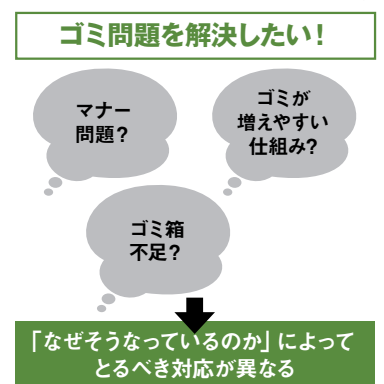 ゴミ問題を解決したい！
マナー
問題？
ゴミが
増えやすい
仕組み？
ゴミ箱
不足？
「なぜそうなっているのか」によって
とるべき対応が異なる